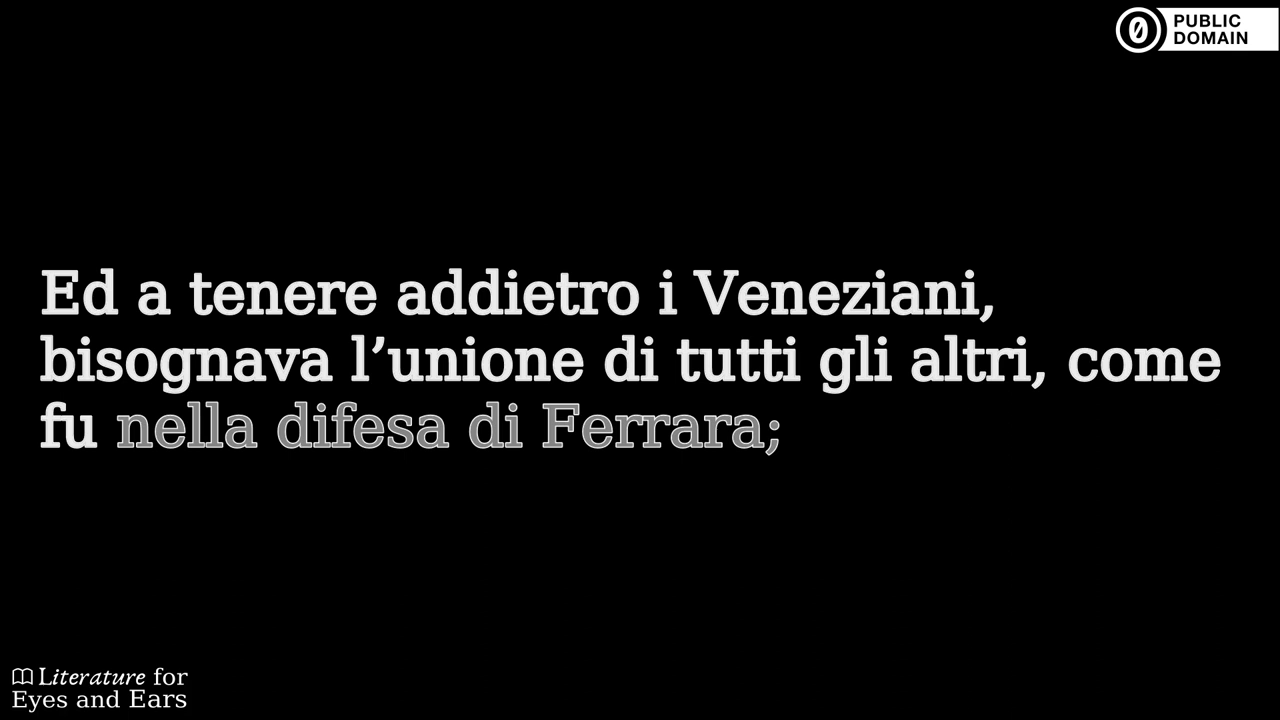 PUBLIC
DOMAIN
Ed a tenere addietro i Veneziani,
bisognava l’unione di tutti gli altri, come
fu nella difesa di Ferrara;
Literature for
Eyes and Ears